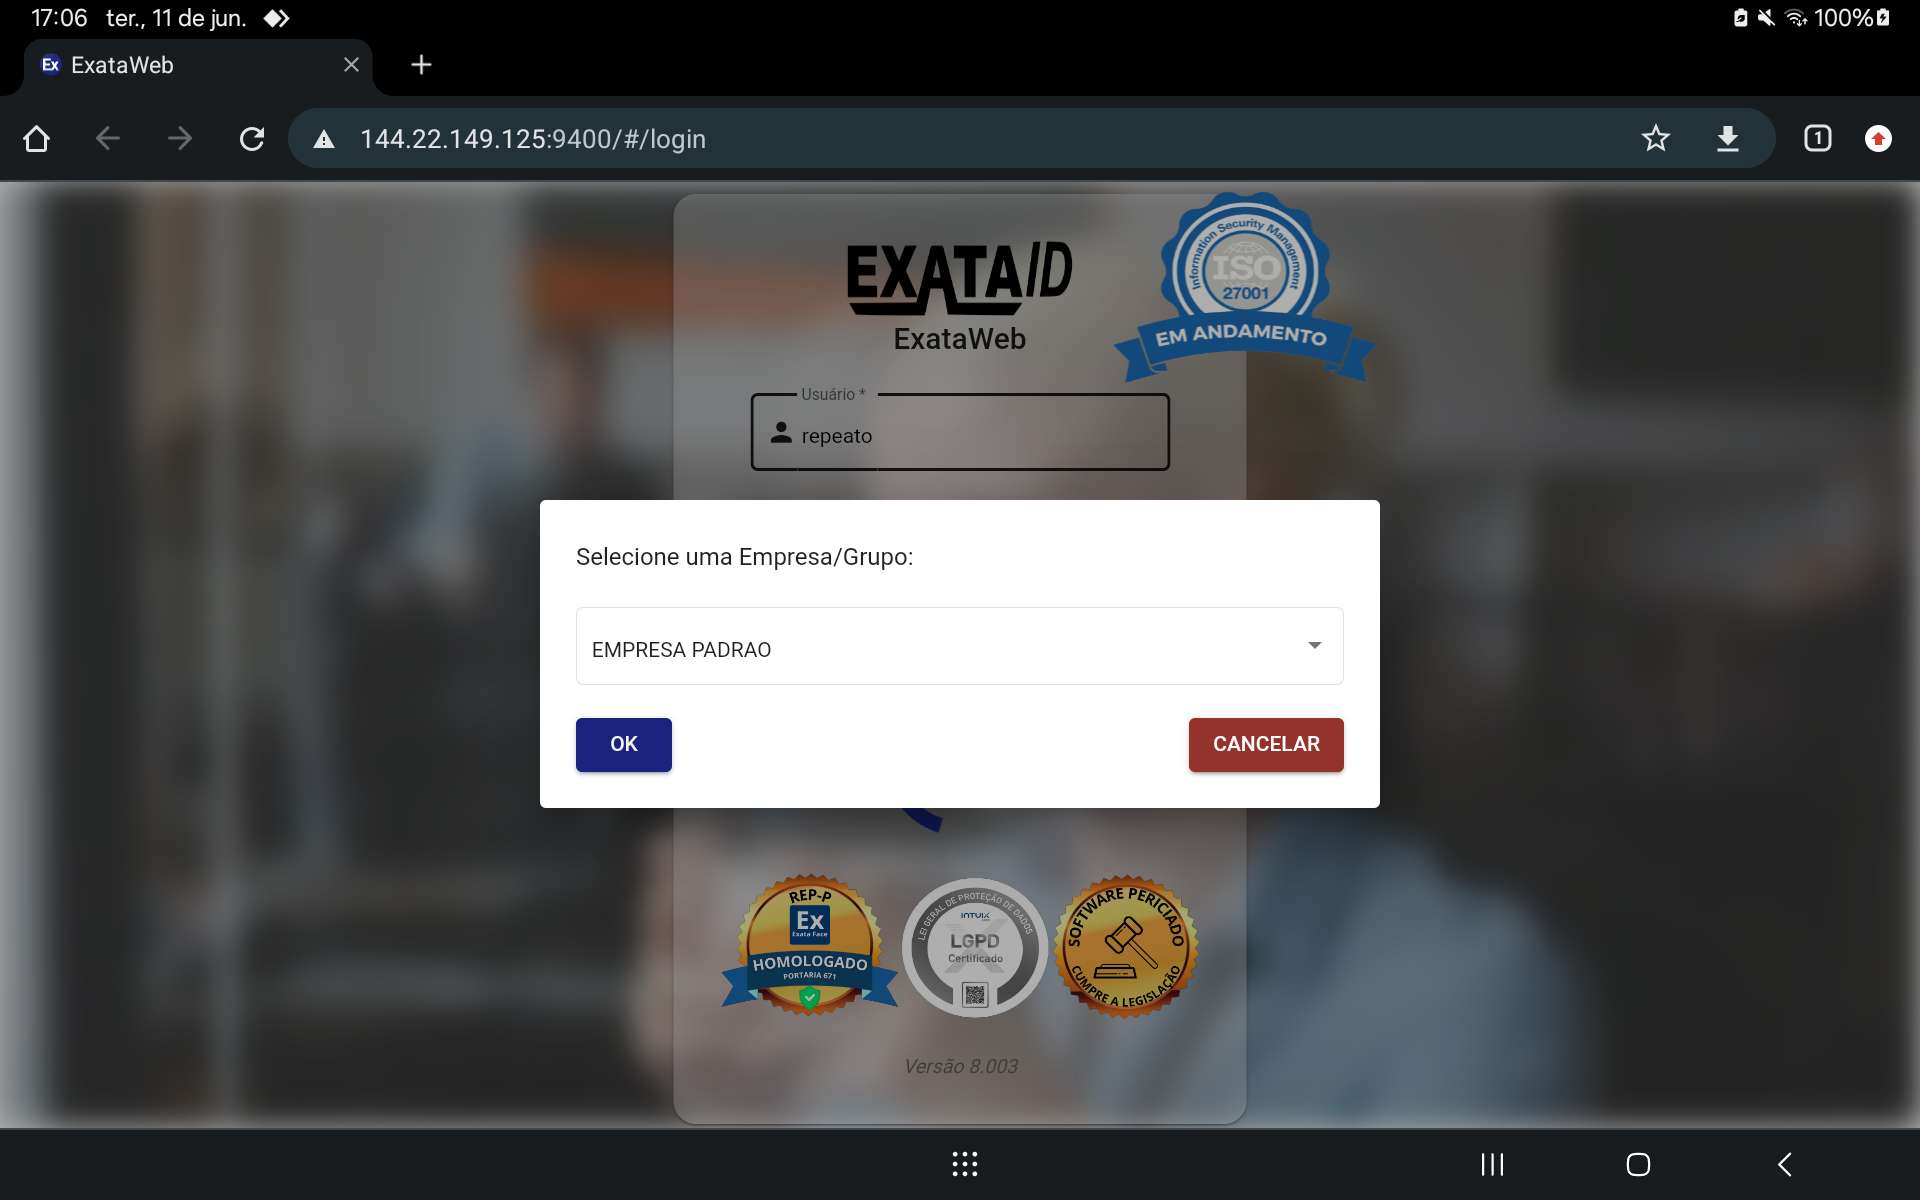 17:06 ter., 11 de jun. 100%
Ex ExataWeb
144.22.149.125:9400/#/login
1
EXATAID
ExataWeb
Information Security Management
ISO
27001
EM ANDAMENTO
Usuário *
repeato
Selecione uma Empresa/Grupo:
EMPRESA PADRAO
OK
CANCELAR
REP-P
Ex
Exata Face
HOMOLOGADO
PORTARIA 671
LEI GERAL DE PROTEÇÃO DE DADOS
INTUIX
LGPD
Certificado
SOFTWARE PERICIADO
CUMPRE A LEGISLAÇÃO
Versão 8.003